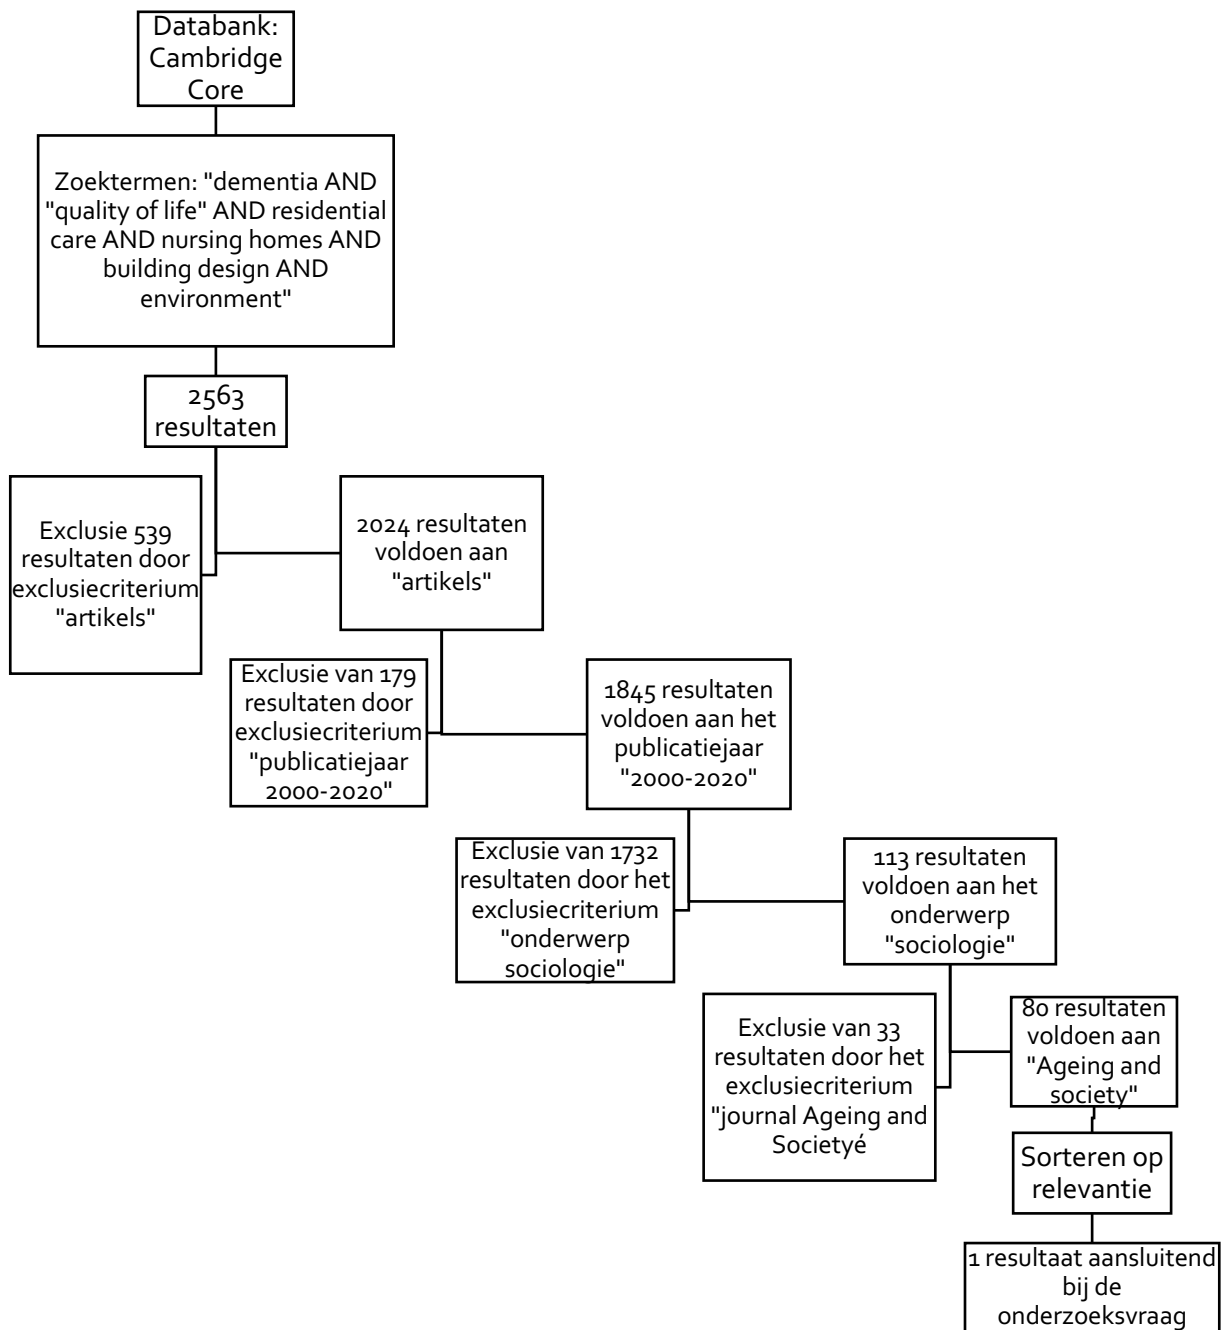 Databank:
Cambridge
Core
Zoektermen: "dementia AND
"quality of life" AND residential
care AND nursing homes AND
building design AND
environment"
2563
resultaten
Exclusie 539
resultaten door
exclusiecriterium
"artikels"
2024 resultaten
voldoen aan
"artikels"
Exclusie van 179
resultaten door
exclusiecriterium
"publicatiejaar
2000-2020"
1845 resultaten
voldoen aan het
publicatiejaar
"2000-2020"
Exclusie van 1732
resultaten door het
exclusiecriterium
"onderwerp
sociologie"
113 resultaten
voldoen aan het
onderwerp
"sociologie"
Exclusie van 33
resultaten door het
exclusiecriterium
"journal Ageing and
Societyé
80 resultaten
voldoen aan
"Ageing and
society"
Sorteren op
relevantie
1 resultaat aansluitend
bij de
onderzoeksvraag